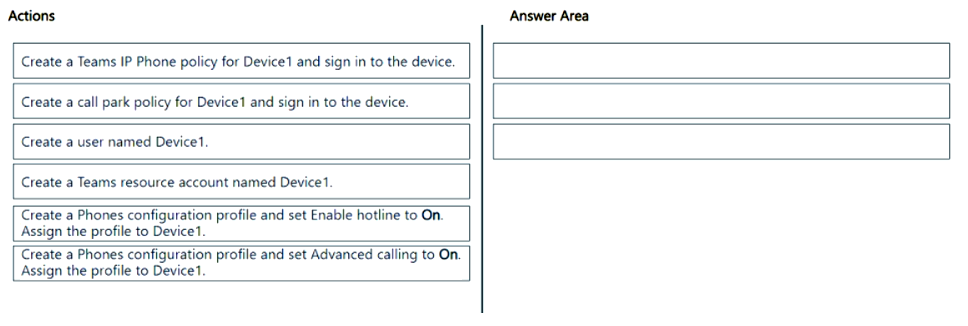 Actions
Answer Area
Create a Teams IP Phone policy for Device1 and sign in to the device.
Create a call park policy for Device1 and sign in to the device.
Create a user named Device1.
Create a Teams resource account named Device1.
Create a Phones configuration profile and set Enable hotline to On.
Assign the profile to Device1.
Create a Phones configuration profile and set Advanced calling to On.
Assign the profile to Device1.